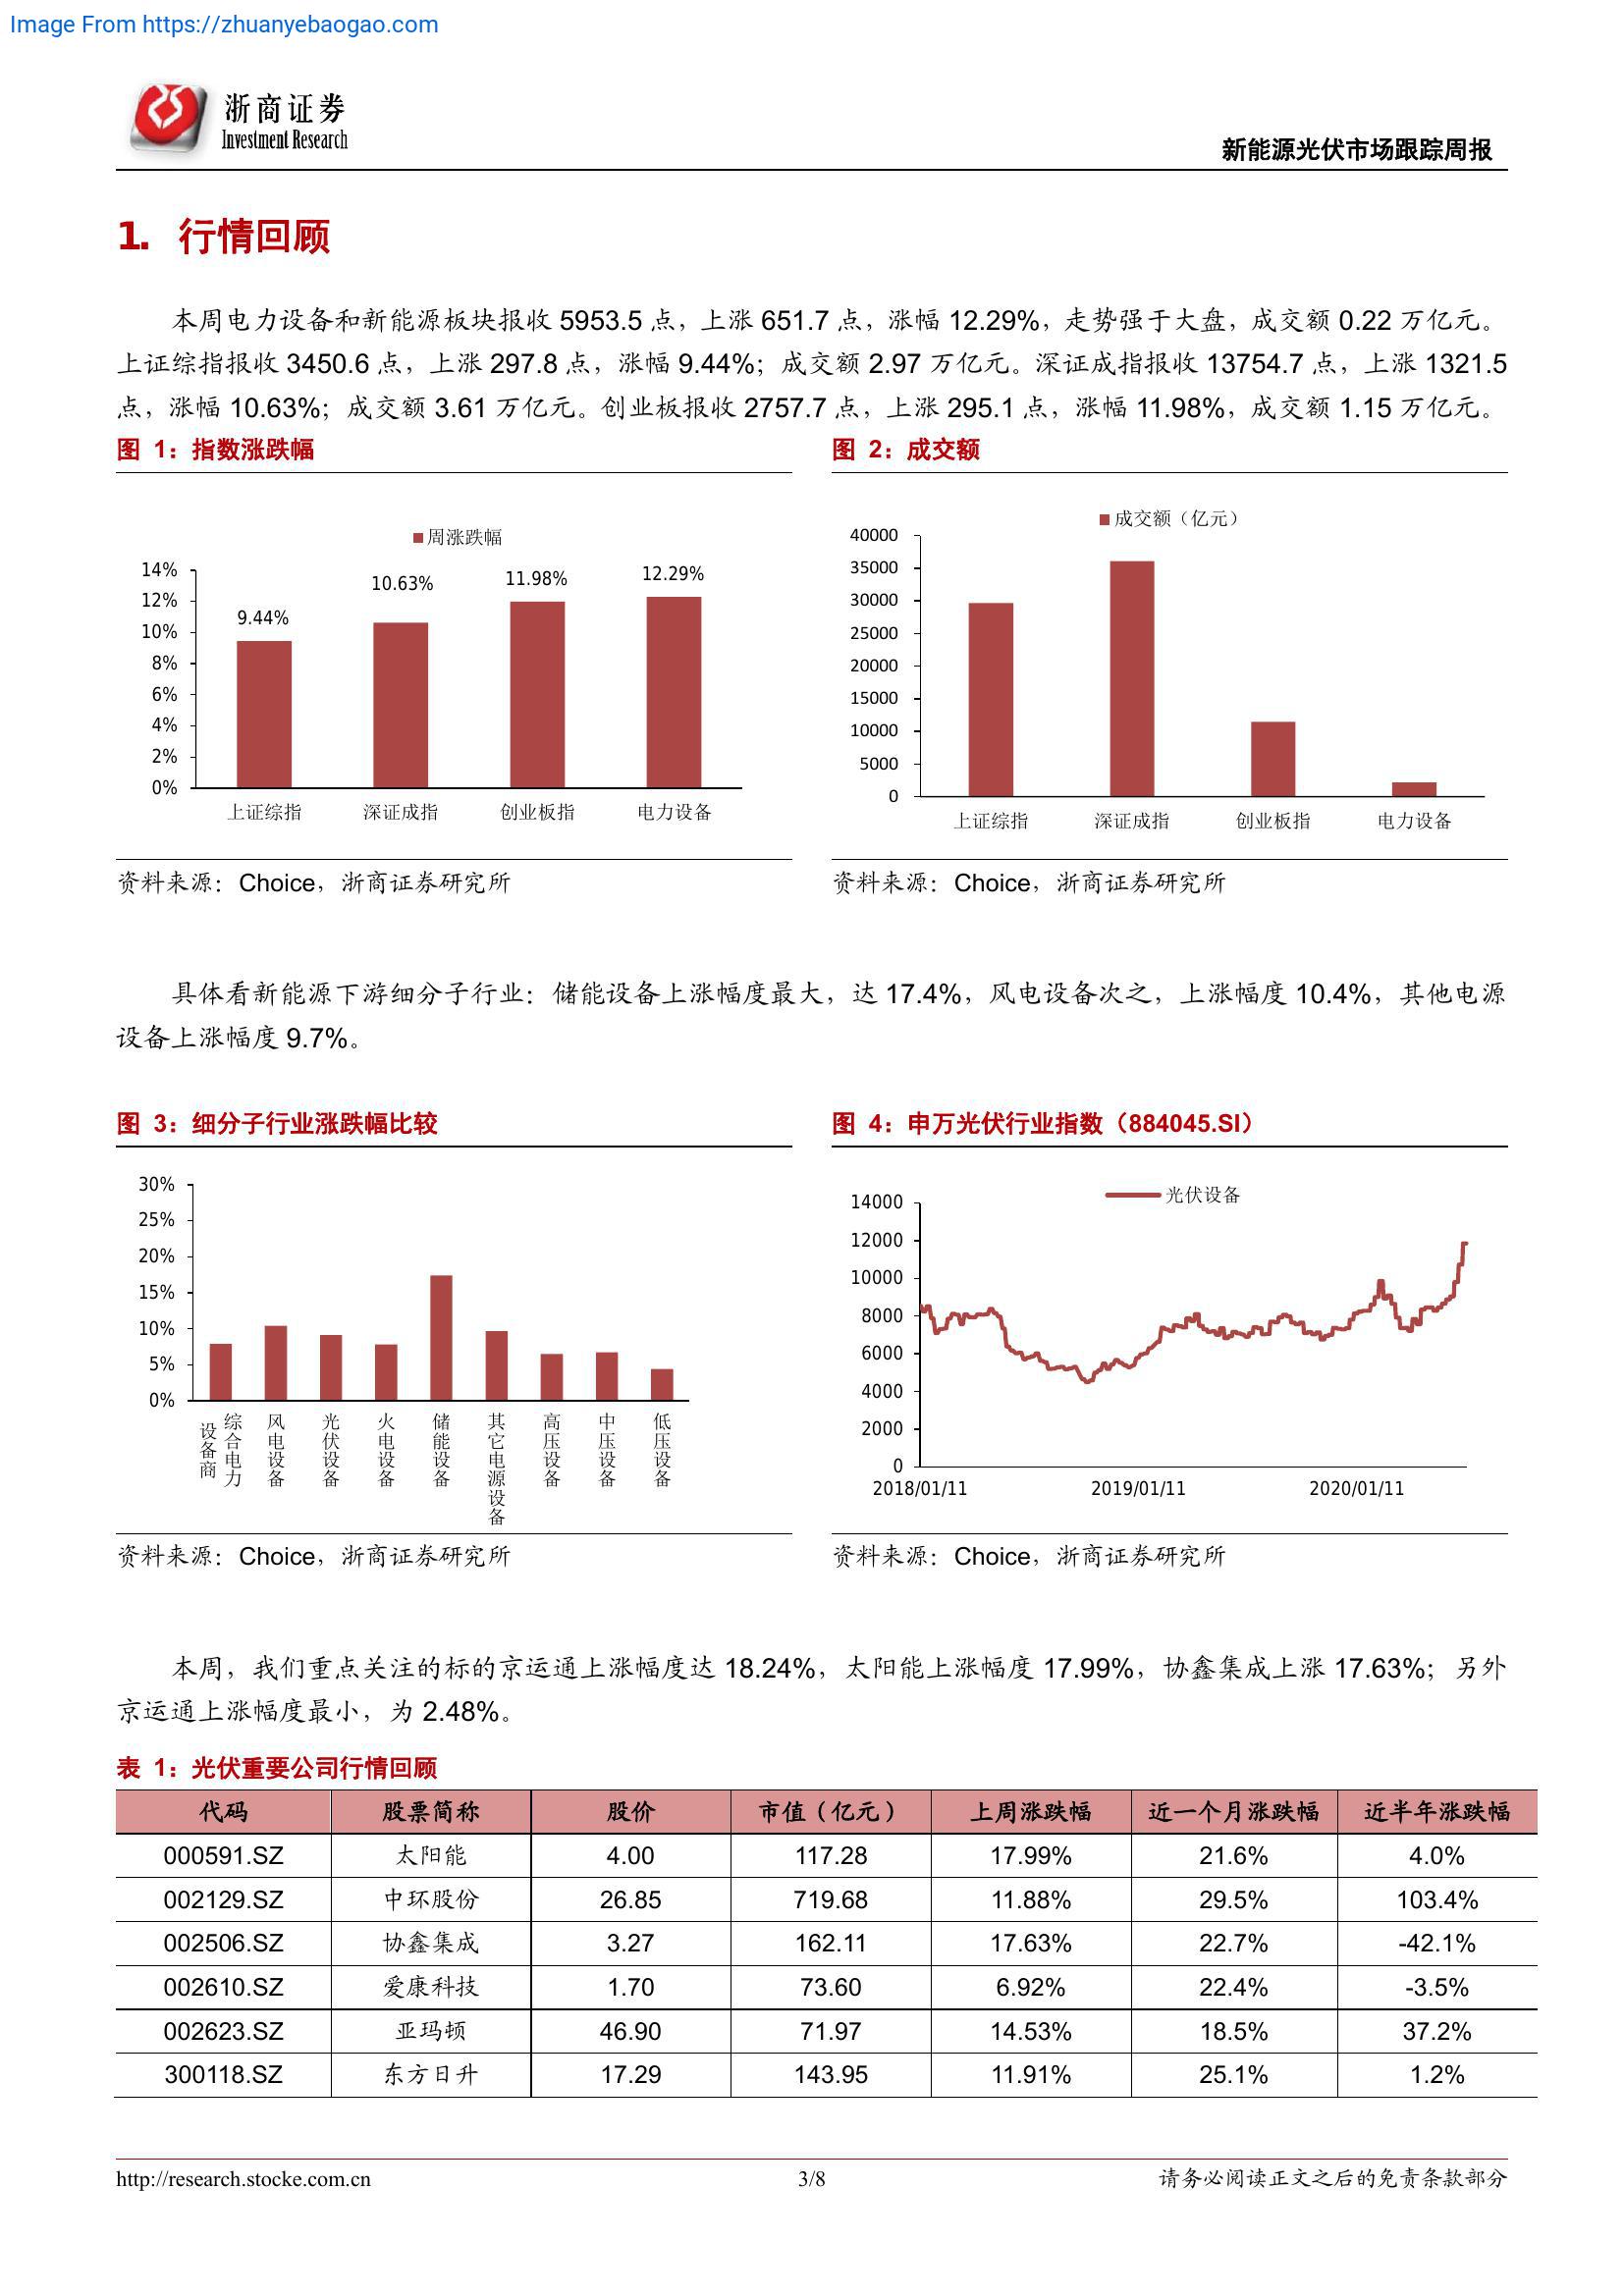 Image From https://zhuanyebaogao.com
浙商证券
Investment Research
新能源光伏市场跟踪周报
1. 行情回顾
本周电力设备和新能源板块报收 5953.5 点，上涨 651.7 点，涨幅 12.29%，走势强于大盘，成交额 0.22 万亿元。
上证综指报收 3450.6 点，上涨 297.8 点，涨幅 9.44%；成交额 2.97 万亿元。深证成指报收 13754.7 点，上涨 1321.5
点，涨幅 10.63%；成交额 3.61 万亿元。创业板报收 2757.7 点，上涨 295.1 点，涨幅 11.98%，成交额 1.15 万亿元。
图 1：指数涨跌幅
周涨跌幅
14%
12%
10%
8%
6%
4%
2%
0%
9.44%
10.63%
11.98%
12.29%
上证综指 深证成指 创业板指 电力设备
资料来源：Choice，浙商证券研究所
图 2：成交额
成交额（亿元）
40000
35000
30000
25000
20000
15000
10000
5000
0
上证综指 深证成指 创业板指 电力设备
资料来源：Choice，浙商证券研究所
具体看新能源下游细分子行业：储能设备上涨幅度最大，达 17.4%，风电设备次之，上涨幅度 10.4%，其他电源
设备上涨幅度 9.7%。
图 3：细分子行业涨跌幅比较
30%
25%
20%
15%
10%
5%
0%
综合电力
设备商
风电设备
光伏设备
火电设备
储能设备
其它电源设备
高压设备
中压设备
低压设备
资料来源：Choice，浙商证券研究所
图 4：申万光伏行业指数（884045.SI）
光伏设备
14000
12000
10000
8000
6000
4000
2000
0
2018/01/11 2019/01/11 2020/01/11
资料来源：Choice，浙商证券研究所
本周，我们重点关注的标的京运通上涨幅度达 18.24%，太阳能上涨幅度 17.99%，协鑫集成上涨 17.63%；另外
京运通上涨幅度最小，为 2.48%。
表 1：光伏重要公司行情回顾
代码 股票简称 股价 市值（亿元） 上周涨跌幅 近一个月涨跌幅 近半年涨跌幅
000591.SZ 太阳能 4.00 117.28 17.99% 21.6% 4.0%
002129.SZ 中环股份 26.85 719.68 11.88% 29.5% 103.4%
002506.SZ 协鑫集成 3.27 162.11 17.63% 22.7% -42.1%
002610.SZ 爱康科技 1.70 73.60 6.92% 22.4% -3.5%
002623.SZ 亚玛顿 46.90 71.97 14.53% 18.5% 37.2%
300118.SZ 东方日升 17.29 143.95 11.91% 25.1% 1.2%
http://research.stocke.com.cn 3/8 请务必阅读正文之后的免责条款部分